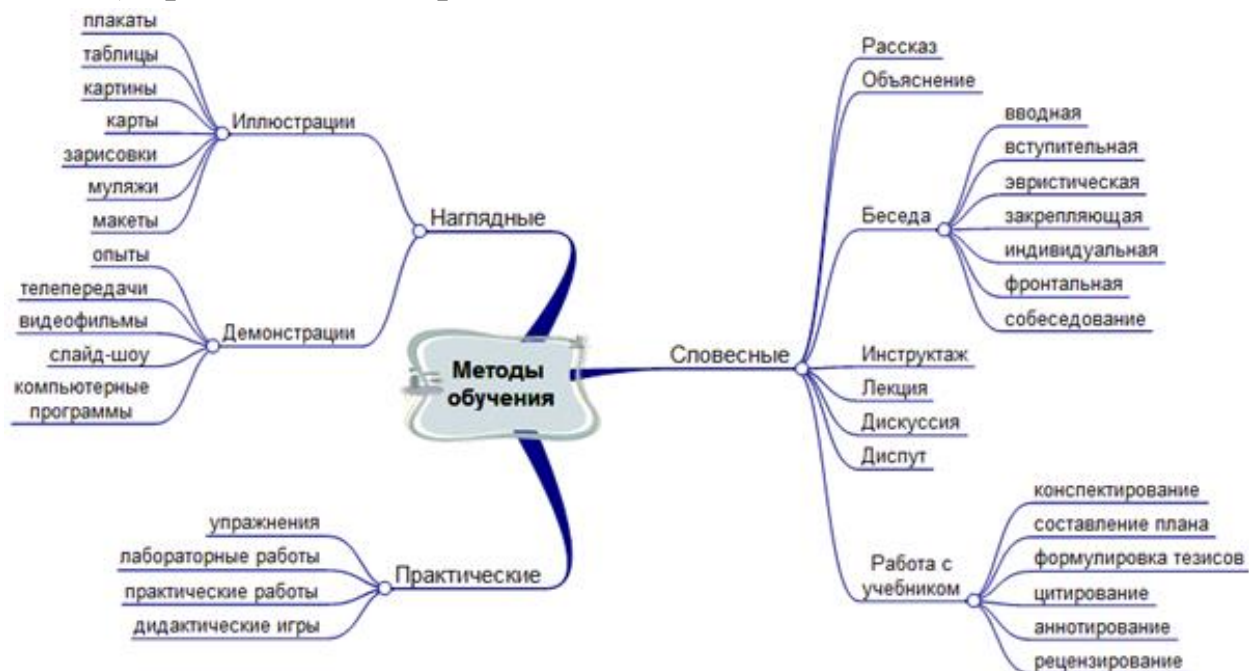 плакаты
таблицы
картины
карты
зарисовки
муляжи
макеты
Иллюстрации
опыты
телепередачи
видеофильмы
слайд-шоу
компьютерные
программы
Демонстрации
Наглядные
Методы
обучения
упражнения
лабораторные работы
практические работы
дидактические игры
Практические
Словесные
Рассказ
Объяснение
Беседа
вводная
вступительная
эвристическая
закрепляющая
индивидуальная
фронтальная
собеседование
Инструктаж
Лекция
Дискуссия
Диспут
Работа с
учебником
конспектирование
составление плана
формулировка тезисов
цитирование
аннотирование
рецензирование